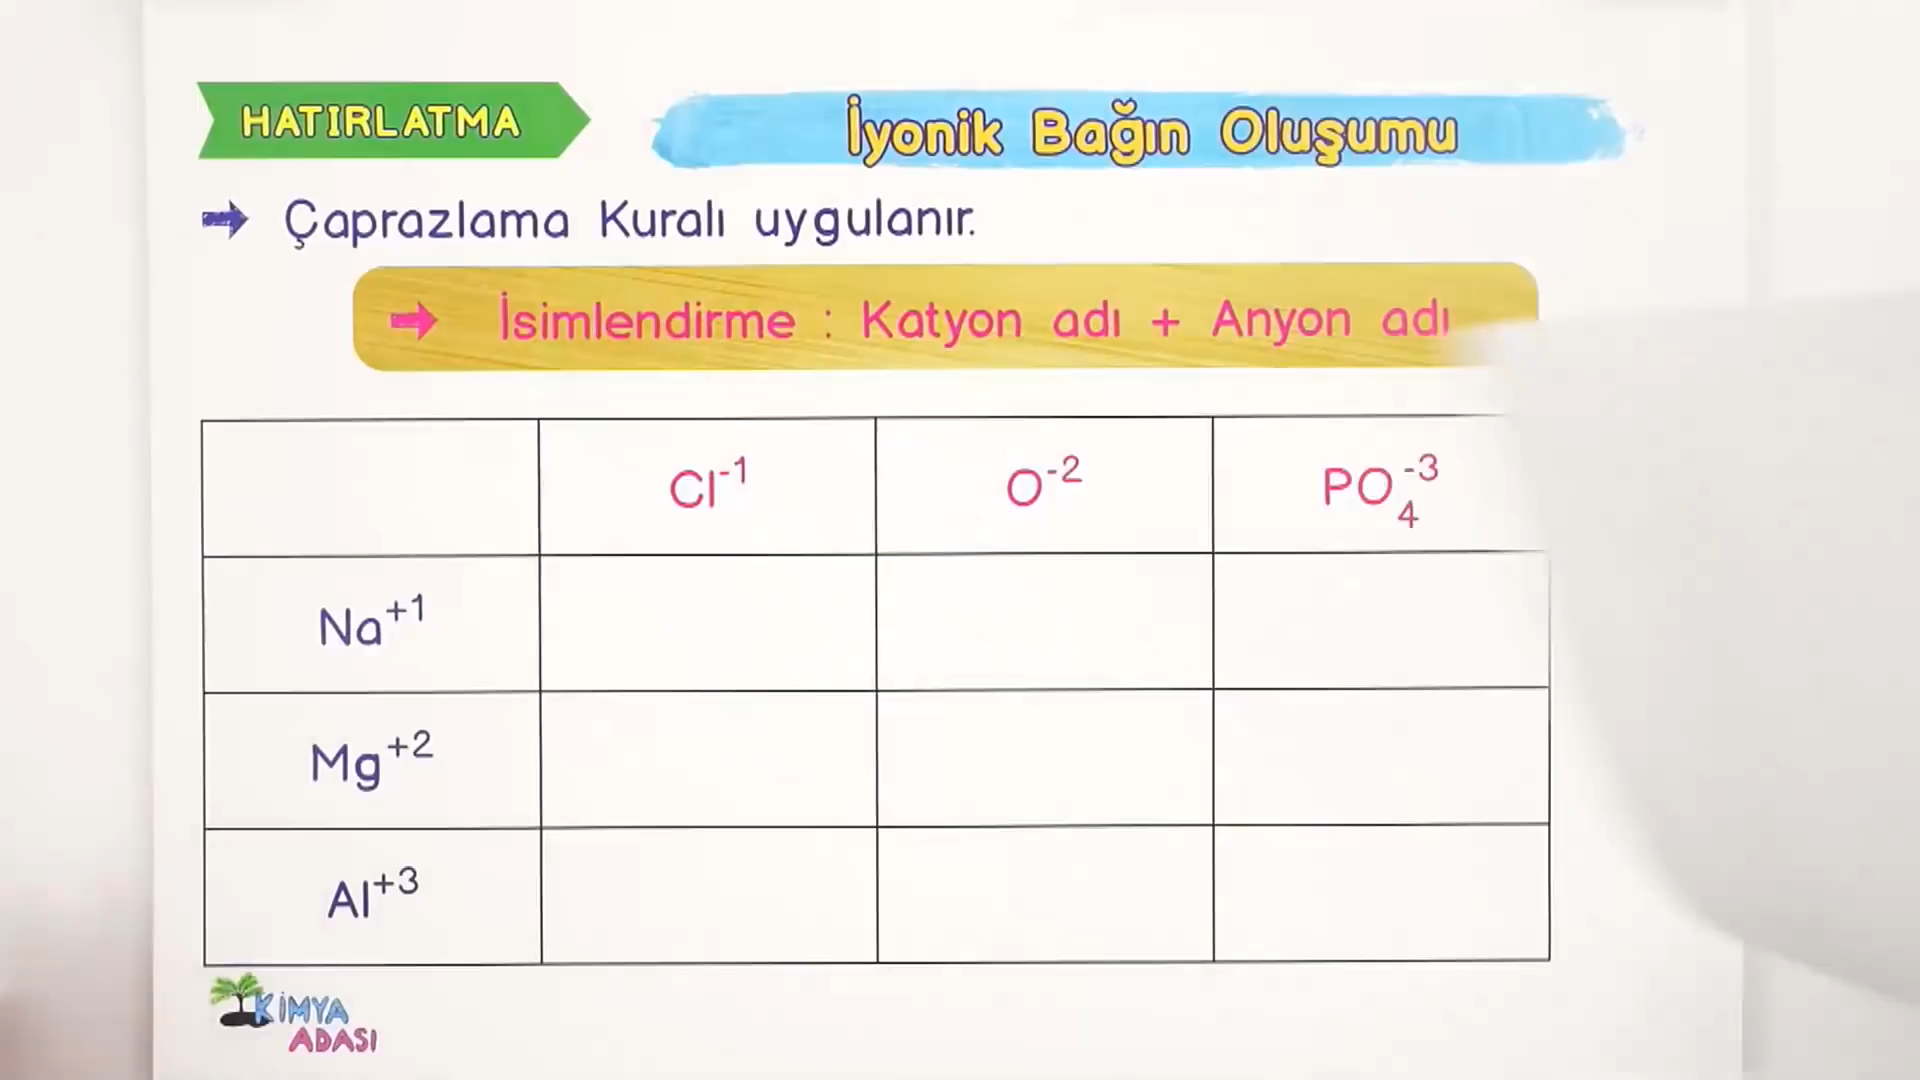 HATIRLATMA
İyonik Bağın Oluşumu
Çaprazlama Kuralı uygulanır.
İsimlendirme : Katyon adı + Anyon adı
Cl⁻¹ O⁻² PO₄⁻³
Na⁺¹
Mg⁺²
Al⁺³
KİMYA
ADASI